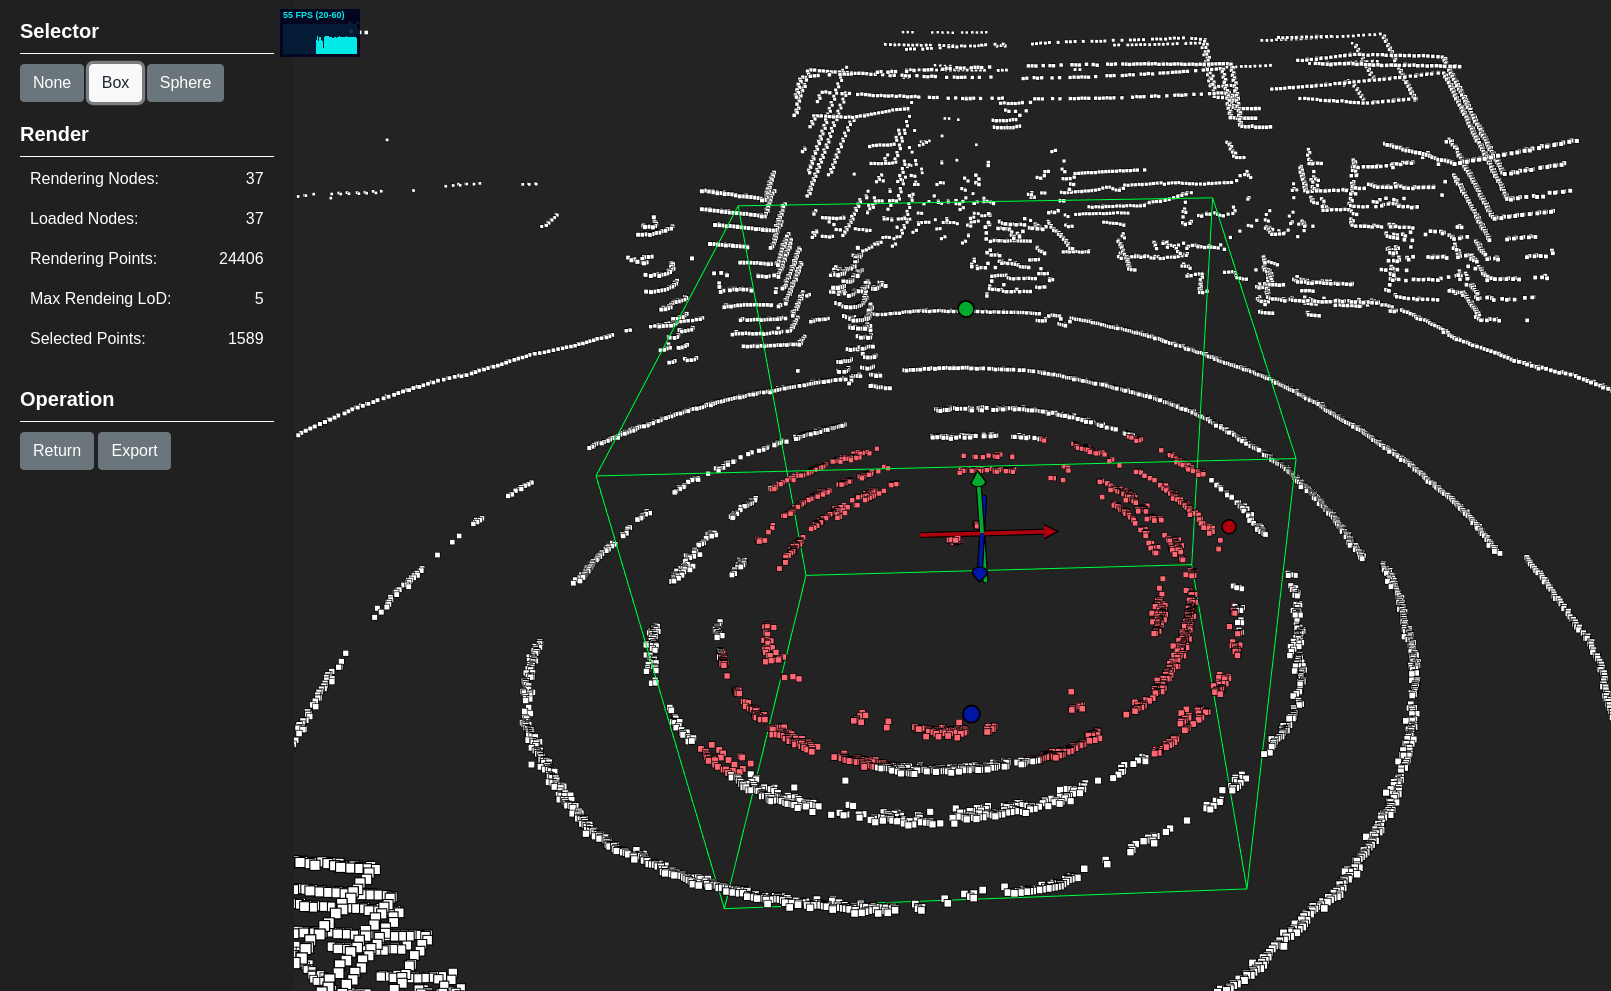 Selector
55 FPS (20-60)
None Box Sphere
Render
Rendering Nodes: 37
Loaded Nodes: 37
Rendering Points: 24406
Max Rendeing LoD: 5
Selected Points: 1589
Operation
Return Export